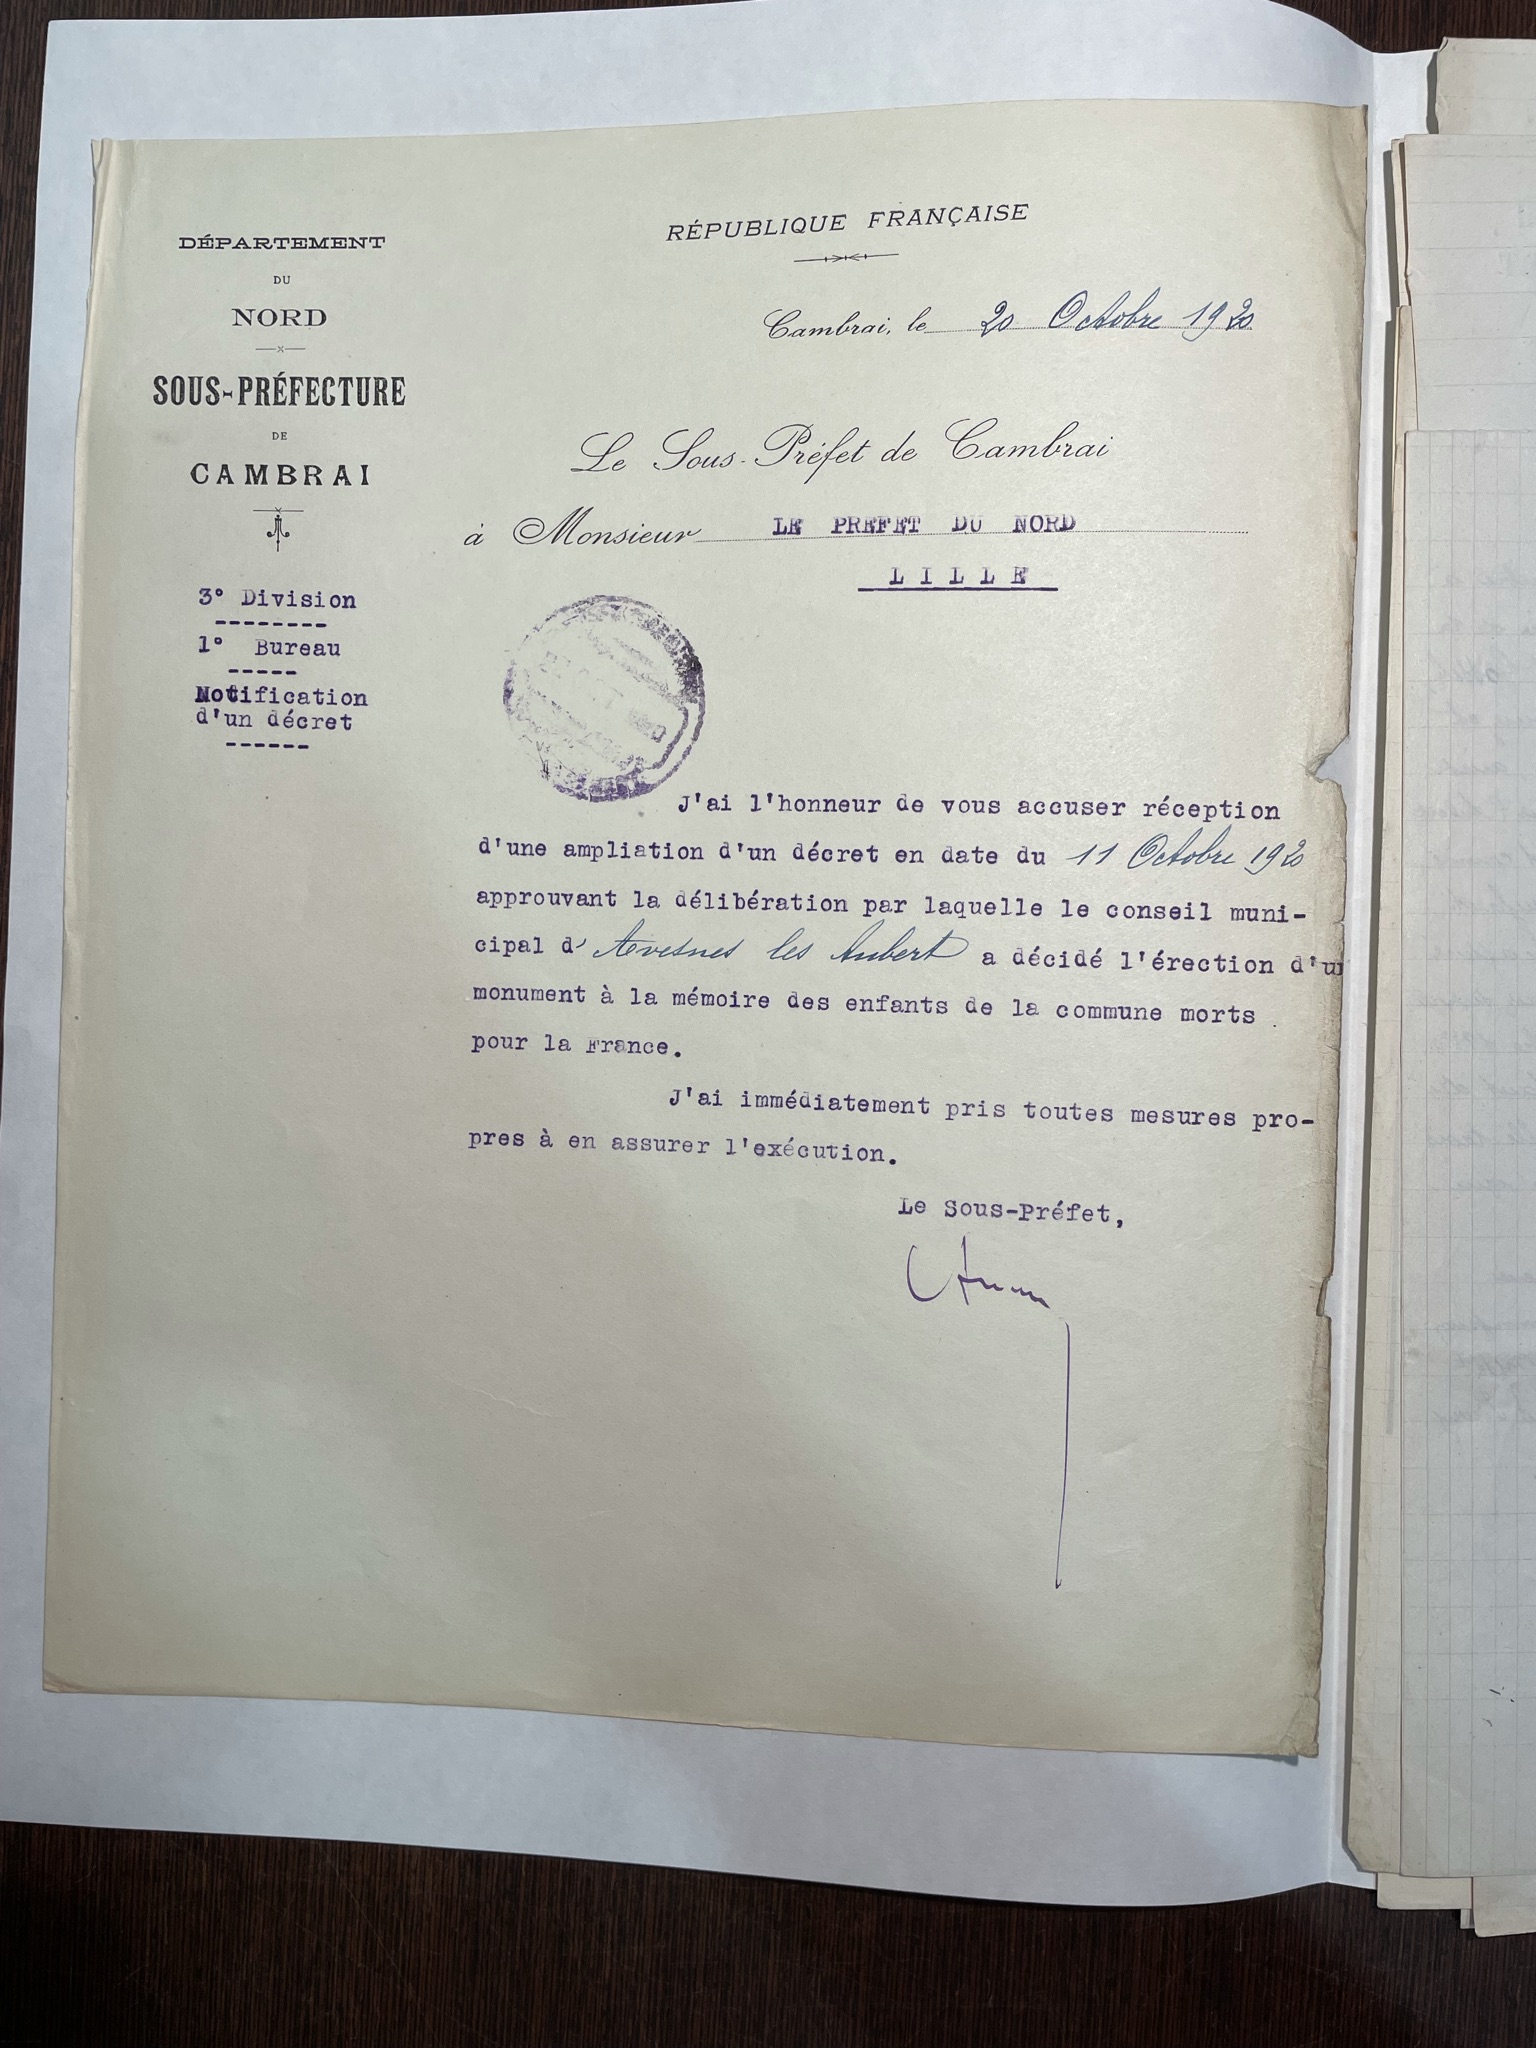 DÉPARTEMENT
DU
NORD
SOUS-PRÉFECTURE
DE
CAMBRAI
3° Division
1° Bureau
Notification
d'un décret
RÉPUBLIQUE FRANÇAISE
Cambrai, le 20 Octobre 1920
Le Sous-Préfet de Cambrai
à Monsieur LE PREFET DU NORD
LILLE
J'ai l'honneur de vous accuser réception
d'une ampliation d'un décret en date du 11 Octobre 1920
approuvant la délibération par laquelle le conseil muni-
cipal d' Avesnes les Aubert a décidé l'érection d'un
monument à la mémoire des enfants de la commune morts
pour la France.
J'ai immédiatement pris toutes mesures pro-
pres à en assurer l'exécution.
Le Sous-Préfet,